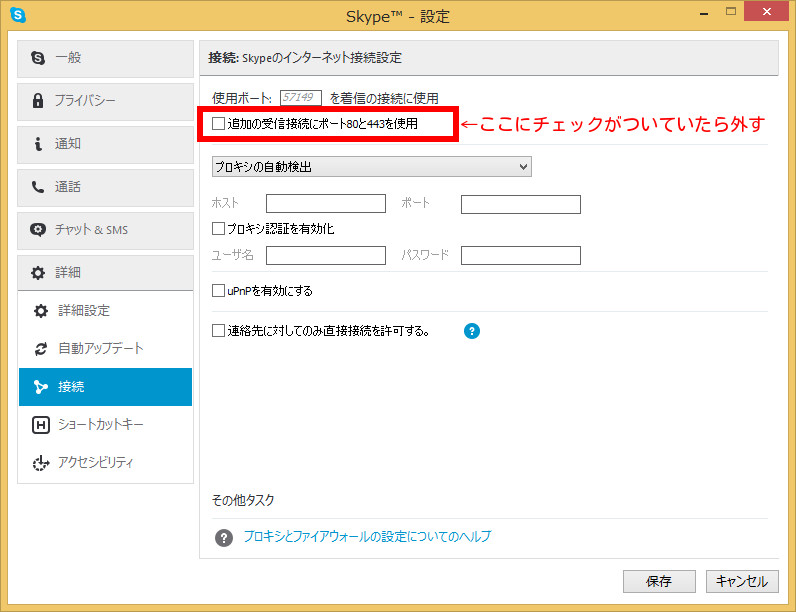 Skype™ - 設定
一般
プライバシー
通知
通話
チャット & SMS
詳細
詳細設定
自動アップデート
接続
ショートカットキー
アクセシビリティ
接続: Skypeのインターネット接続設定
使用ポート: 57149 を着信の接続に使用
追加の受信接続にポート80と443を使用
←ここにチェックがついていたら外す
プロキシの自動検出
ホスト ポート
プロキシ認証を有効化
ユーザ名 パスワード
uPnPを有効にする
連絡先に対してのみ直接接続を許可する。 ?
その他タスク
? プロキシとファイアウォールの設定についてのヘルプ
保存 キャンセル